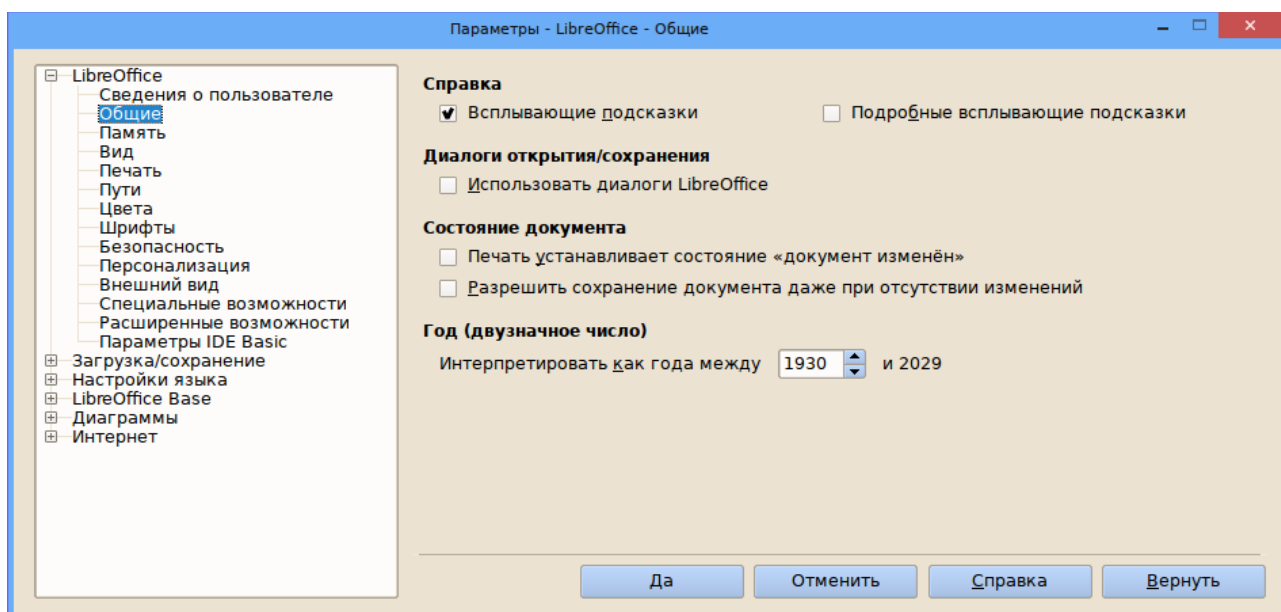 Параметры - LibreOffice - Общие
LibreOffice
Сведения о пользователе
Общие
Память
Вид
Печать
Пути
Цвета
Шрифты
Безопасность
Персонализация
Внешний вид
Специальные возможности
Расширенные возможности
Параметры IDE Basic
Загрузка/сохранение
Настройки языка
LibreOffice Base
Диаграммы
Интернет
Справка
Всплывающие подсказки Подробные всплывающие подсказки
Диалоги открытия/сохранения
Использовать диалоги LibreOffice
Состояние документа
Печать устанавливает состояние «документ изменён»
Разрешить сохранение документа даже при отсутствии изменений
Год (двузначное число)
Интерпретировать как года между 1930 и 2029
Да Отменить Справка Вернуть